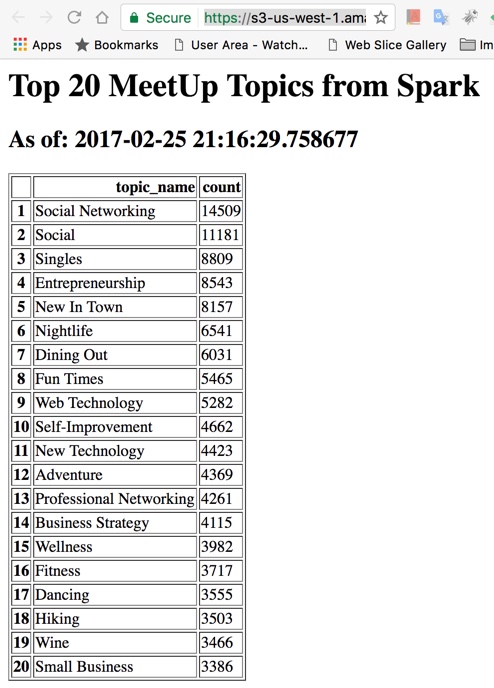 Secure https://s3-us-west-1.ama
Apps Bookmarks User Area - Watch... Web Slice Gallery Im
Top 20 MeetUp Topics from Spark
As of: 2017-02-25 21:16:29.758677
topic_name count
1 Social Networking 14509
2 Social 11181
3 Singles 8809
4 Entrepreneurship 8543
5 New In Town 8157
6 Nightlife 6541
7 Dining Out 6031
8 Fun Times 5465
9 Web Technology 5282
10 Self-Improvement 4662
11 New Technology 4423
12 Adventure 4369
13 Professional Networking 4261
14 Business Strategy 4115
15 Wellness 3982
16 Fitness 3717
17 Dancing 3555
18 Hiking 3503
19 Wine 3466
20 Small Business 3386